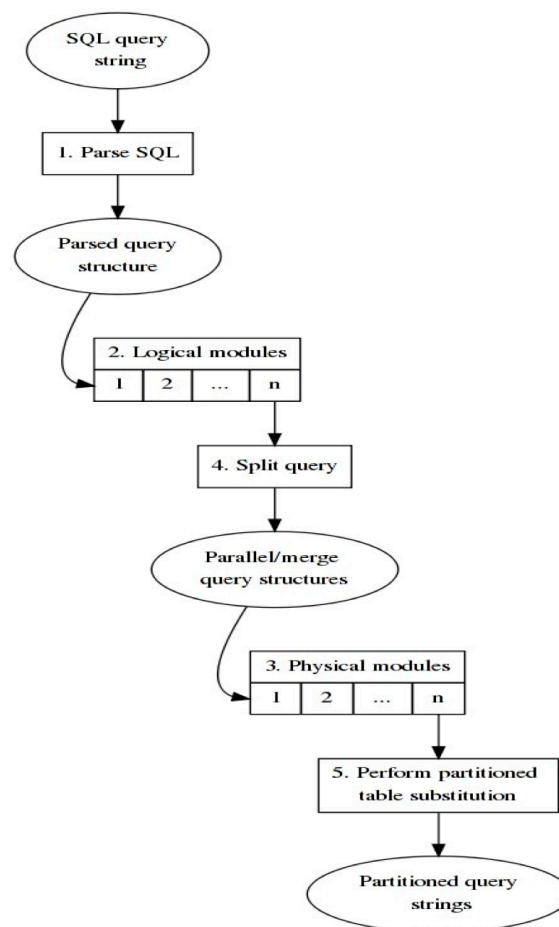 SQL query
string
1. Parse SQL
Parsed query
structure
2. Logical modules
1 2 ... n
4. Split query
Parallel/merge
query structures
3. Physical modules
1 2 ... n
5. Perform partitioned
table substitution
Partitioned query
strings